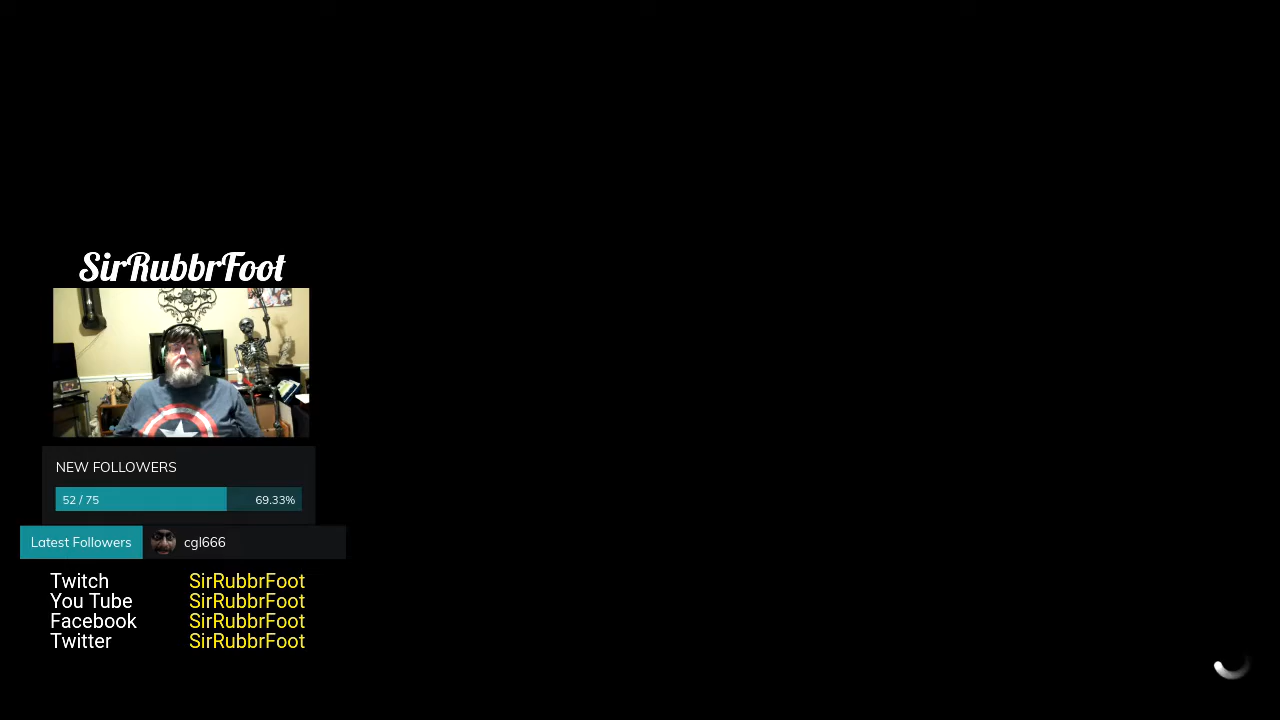 SirRubbrFoot
NEW FOLLOWERS
52 / 75 69.33%
Latest Followers cgl666
Twitch SirRubbrFoot
You Tube SirRubbrFoot
Facebook SirRubbrFoot
Twitter SirRubbrFoot